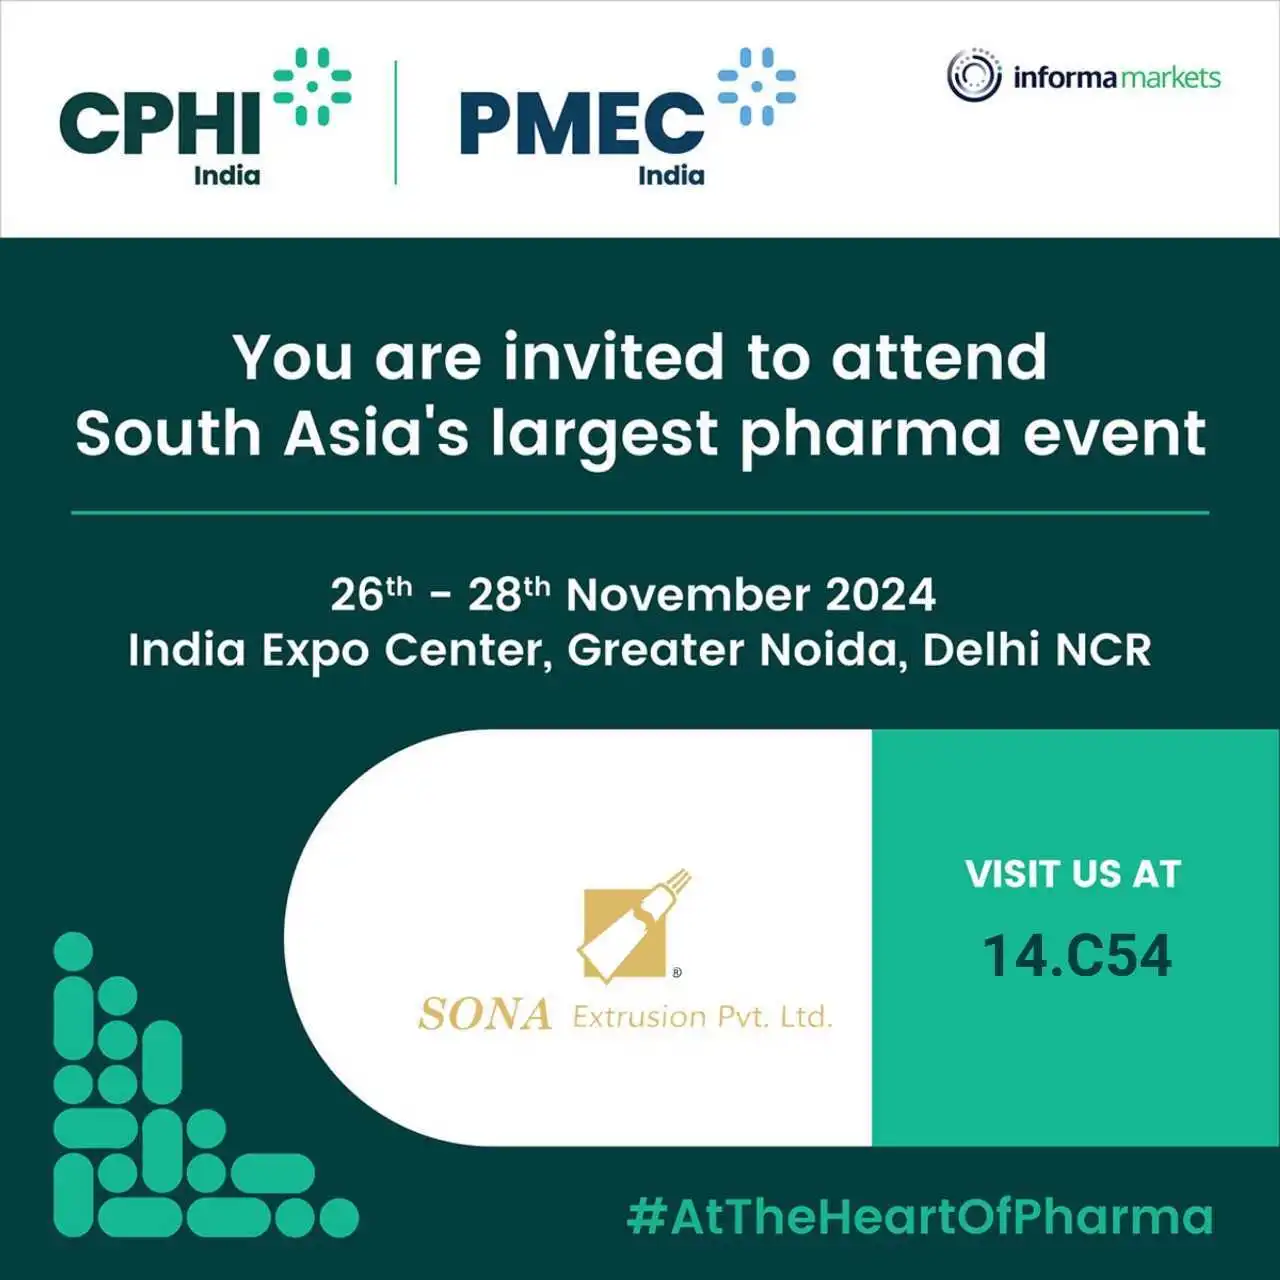 CPHI
India
PMEC
India
informa markets
You are invited to attend
South Asia's largest pharma event
26th - 28th November 2024
India Expo Center, Greater Noida, Delhi NCR
®
SONA Extrusion Pvt. Ltd.
VISIT US AT
14.C54
#AtTheHeartOfPharma